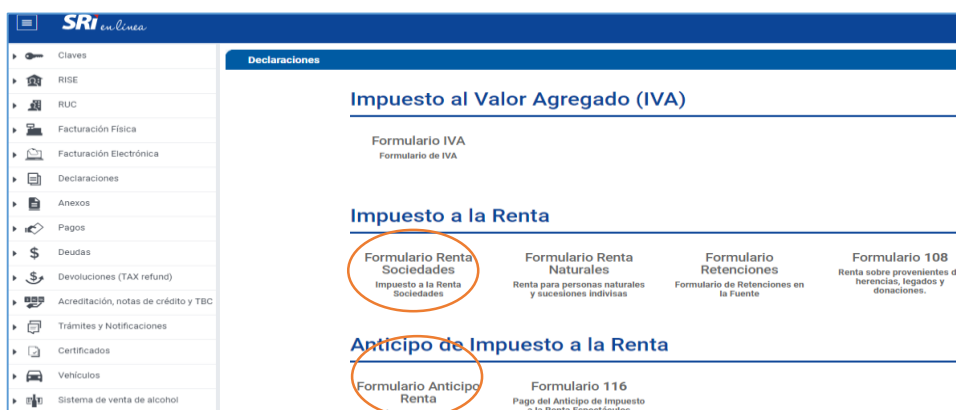 SRi en línea
Claves
RISE
RUC
Facturación Física
Facturación Electrónica
Declaraciones
Anexos
Pagos
Deudas
Devoluciones (TAX refund)
Acreditación, notas de crédito y TBC
Trámites y Notificaciones
Certificados
Vehículos
Sistema de venta de alcohol
Declaraciones
Impuesto al Valor Agregado (IVA)
Formulario IVA
Formulario de IVA
Impuesto a la Renta
Formulario Renta
Sociedades
Impuesto a la Renta
Sociedades
Formulario Renta
Naturales
Renta para personas naturales
y sucesiones indivisas
Formulario
Retenciones
Formulario de Retenciones en
la Fuente
Formulario 108
Renta sobre provenientes d
herencias, legados y
donaciones.
Anticipo de Impuesto a la Renta
Formulario Anticipo
Renta
Formulario 116
Pago del Anticipo de Impuesto
a la Renta Espectáculos